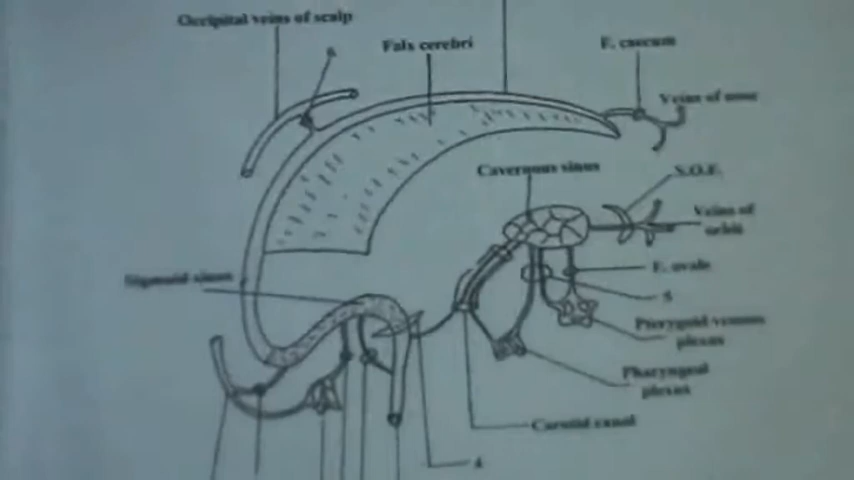 Occipital veins of scalp
6
Falx cerebri
F. caecum
Veins of nose
Cavernous sinus
S.O.F.
Veins of
orbit
F. ovale
5
Sigmoid sinus
Pterygoid venous
plexus
Pharyngeal
plexus
Carotid canal
4